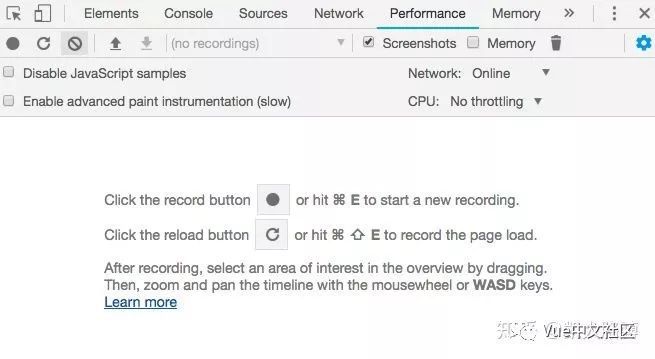 Elements Console Sources Network Performance Memory »
(no recordings) Screenshots Memory
Disable JavaScript samples Network: Online
Enable advanced paint instrumentation (slow) CPU: No throttling
Click the record button or hit ⌘ E to start a new recording.
Click the reload button or hit ⌘ ⇧ E to record the page load.
After recording, select an area of interest in the overview by dragging.
Then, zoom and pan the timeline with the mousewheel or WASD keys.
Learn more
知乎 Vue中文社区